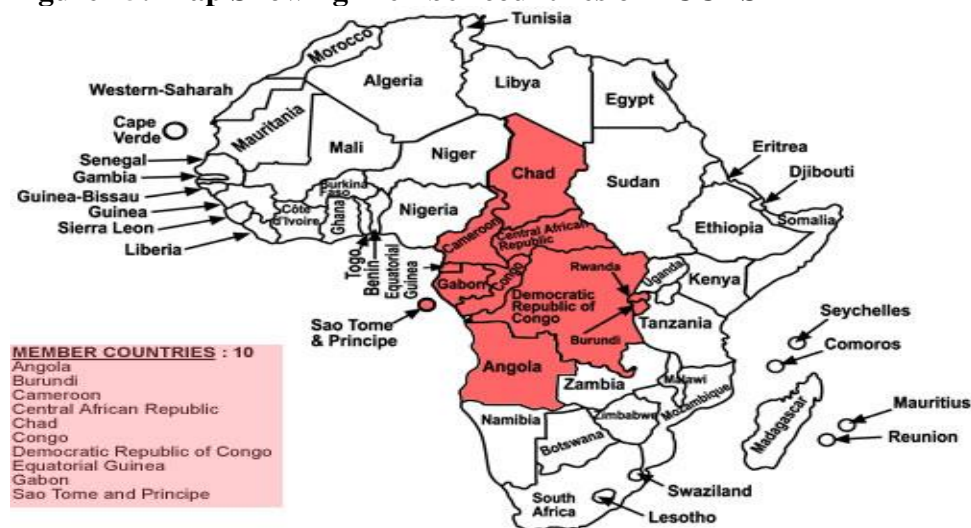 Tunisia
Morocco
Algeria
Libya
Egypt
Western-Saharah
Cape
Verde
Mauritania
Mali
Niger
Chad
Sudan
Eritrea
Djibouti
Senegal
Gambia
Guinea-Bissau
Guinea
Sierra Leon
Liberia
Burkina
Faso
Côte
d'Ivoire
Ghana
Togo
Benin
Nigeria
Ethiopia
Somalia
Cameroon
Central African
Republic
Equatorial
Guinea
Gabon
Congo
Rwanda
Democratic
Republic of
Congo
Uganda
Kenya
Burundi
Tanzania
Sao Tome
& Principe
Seychelles
Comoros
Angola
Zambia
Malawi
Mozambique
Namibia
Botswana
Zimbabwe
Madagascar
Mauritius
Reunion
South
Africa
Swaziland
Lesotho
MEMBER COUNTRIES : 10
Angola
Burundi
Cameroon
Central African Republic
Chad
Congo
Democratic Republic of Congo
Equatorial Guinea
Gabon
Sao Tome and Principe